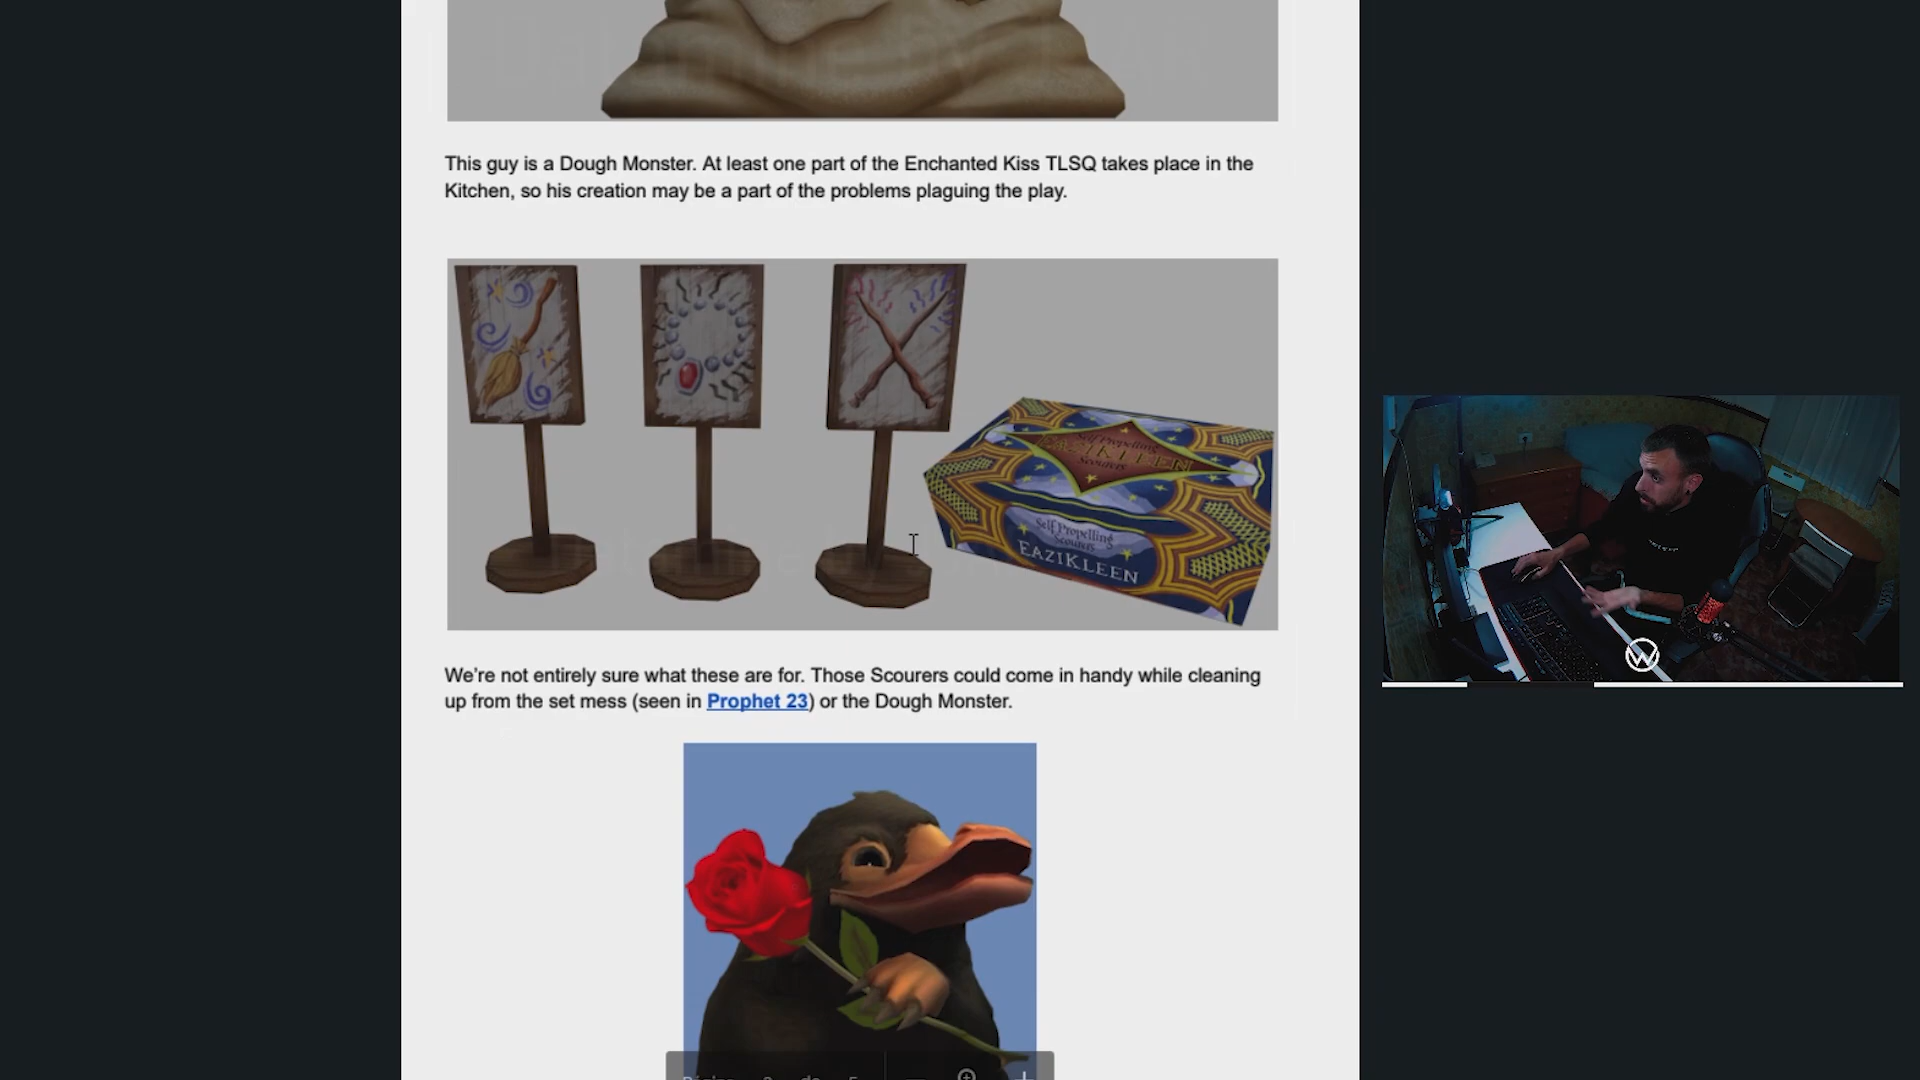 This guy is a Dough Monster. At least one part of the Enchanted Kiss TLSQ takes place in the
Kitchen, so his creation may be a part of the problems plaguing the play.
Self Propelling
EAZIKLEEN
Scourers
Self Propelling
Scourers
EAZIKLEEN
We're not entirely sure what these are for. Those Scourers could come in handy while cleaning
up from the set mess (seen in Prophet 23) or the Dough Monster.